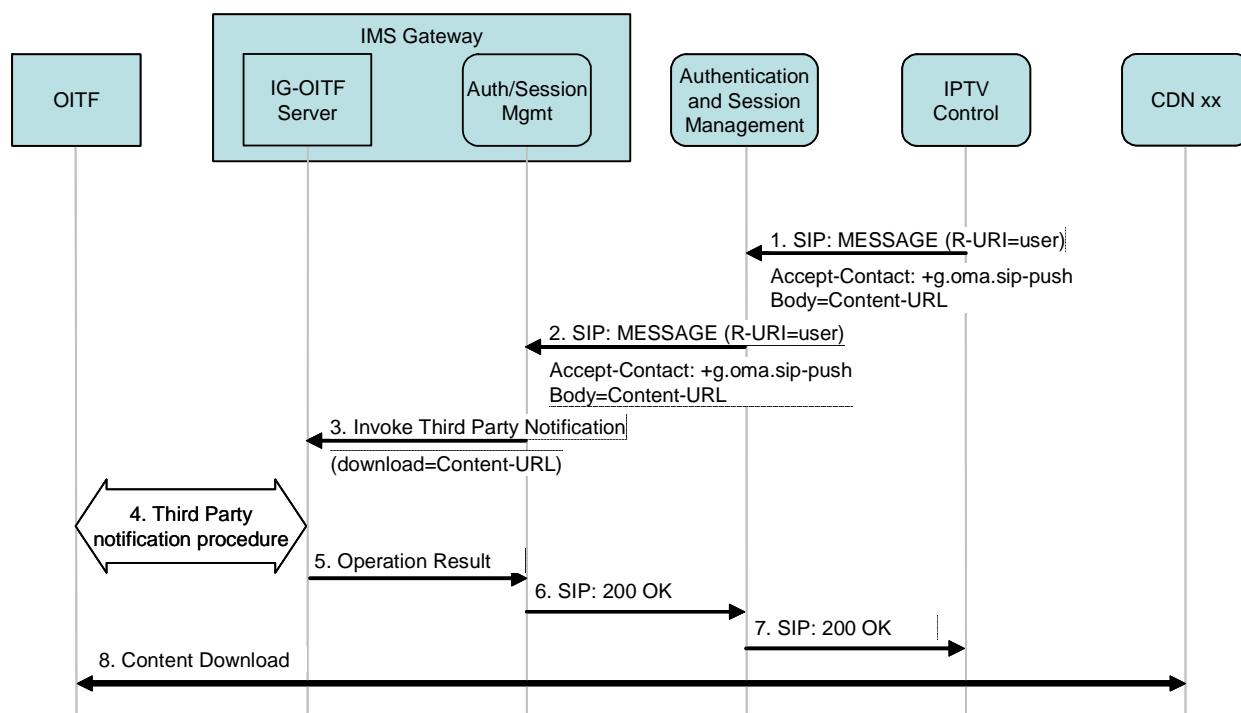 IMS Gateway
OITF
IG-OITF
Server
Auth/Session
Mgmt
Authentication
and Session
Management
IPTV
Control
CDN xx
1. SIP: MESSAGE (R-URI=user)
Accept-Contact: +g.oma.sip-push
Body=Content-URL
2. SIP: MESSAGE (R-URI=user)
Accept-Contact: +g.oma.sip-push
Body=Content-URL
3. Invoke Third Party Notification
(download=Content-URL)
4. Third Party
notification procedure
5. Operation Result
6. SIP: 200 OK
7. SIP: 200 OK
8. Content Download